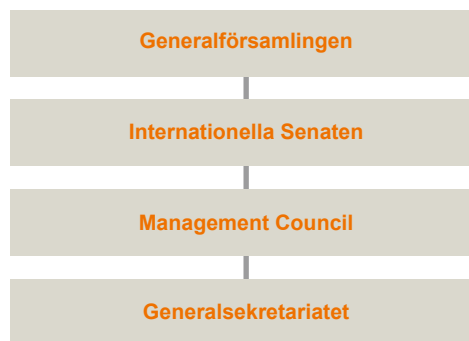 Generalförsamlingen
Internationella Senaten
Management Council
Generalsekretariatet